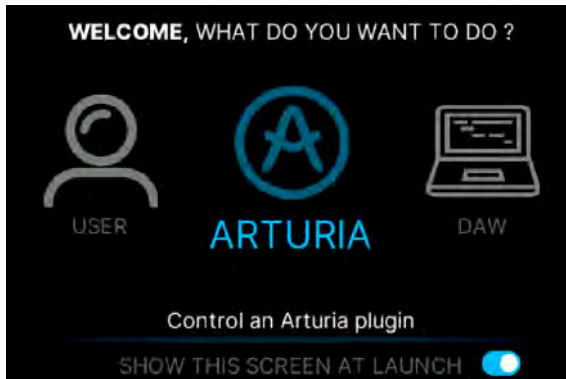 WELCOME, WHAT DO YOU WANT TO DO ?
USER
ARTURIA
DAW
Control an Arturia plugin
SHOW THIS SCREEN AT LAUNCH